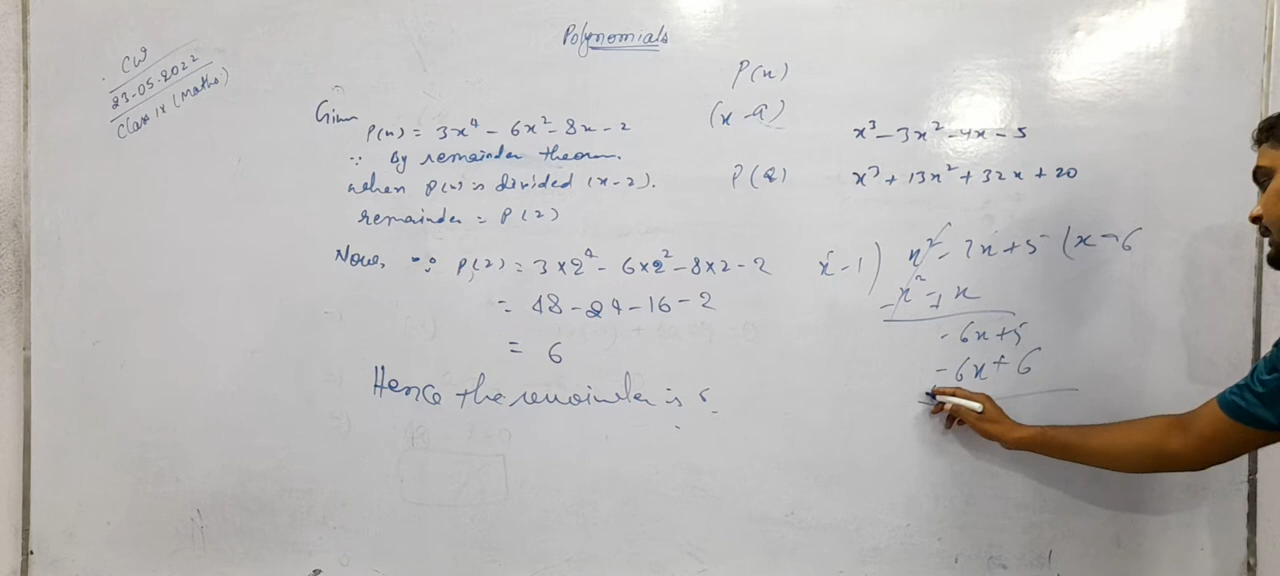 Polynomials
CW
23-05-2022
Class IX (Maths)
Given
P(x) = 3x⁴ - 6x² - 8x - 2
∵ By remainder theorem.
when P(x) is divided (x-2).
remainder = P(2)
Now, ∵ P(2) = 3×2⁴ - 6×2² - 8×2 - 2
= 48 - 24 - 16 - 2
= 6
Hence the remainder is 6.
P(x)
(x-a)
P(a)
x³ - 3x² - 4x - 5
x³ + 13x² + 32x + 20
x-1) x² - 7x + 5 (x-6
- x² -+ x
- 6x + 5
- 6x + 6